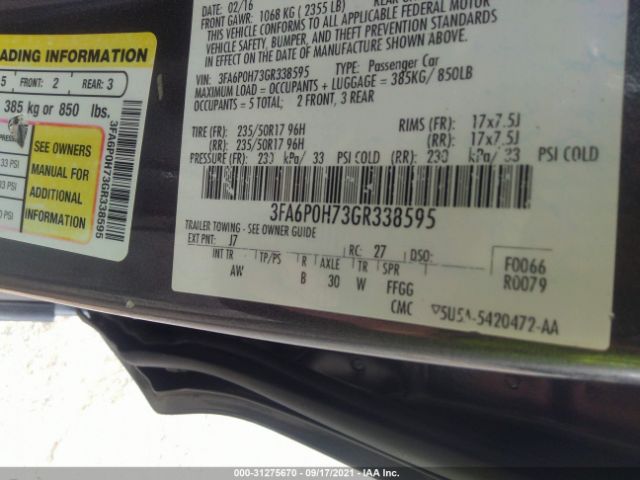 DATE: 02/16
FRONT GAWR: 1068 KG ( 2355 LB)
THIS VEHICLE CONFORMS TO ALL APPLICABLE FEDERAL MOTOR
VEHICLE SAFETY, BUMPER, AND THEFT PREVENTION STANDARDS
IN EFFECT ON THE DATE OF MANUFACTURE SHOWN ABOVE.
VIN: 3FA6P0H73GR338595 TYPE: Passenger Car
MAXIMUM LOAD = OCCUPANTS + LUGGAGE = 385KG/ 850LB
OCCUPANTS = 5 TOTAL; 2 FRONT, 3 REAR
TIRE (FR): 235/50R17 96H RIMS (FR): 17x7.5J
(RR): 235/50R17 96H (RR): 17x7.5J
PRESSURE (FR): 230 kPa/ 33 PSI COLD (RR): 230 kPa/ 33 PSI COLD
3FA6P0H73GR338595
TRAILER TOWING - SEE OWNER GUIDE
EXT PNT: J7 RC: 27 DSO:
INT TR TP/PS R AXLE TR SPR
AW B 30 W FFGG
CMC
F0066
R0079
5U5A-5420472-AA
ADING INFORMATION
5 FRONT: 2 REAR: 3
385 kg or 850 lbs.
33 PSI
SEE OWNERS
MANUAL FOR
ADDITIONAL
INFORMATION
3FA6P0H73GR338595
000-31275670 - 09/17/2021 - IAA Inc.